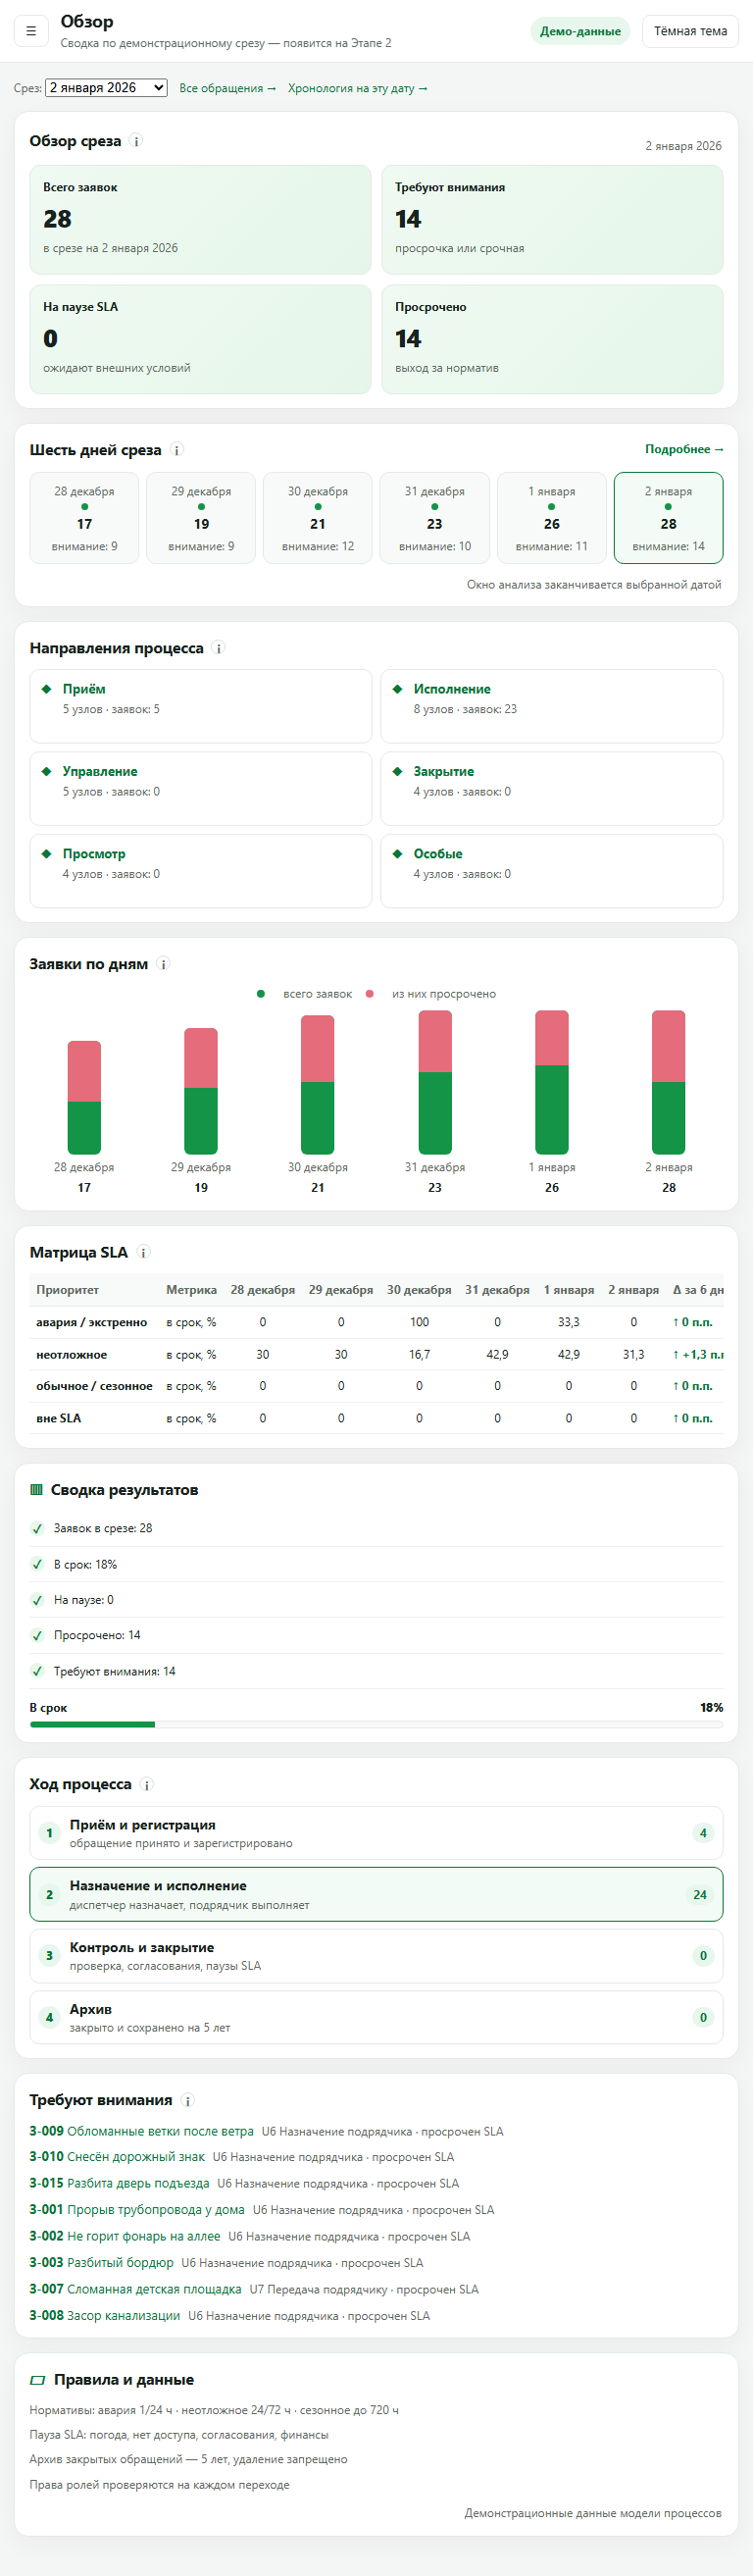 ☰
Обзор
Сводка по демонстрационному срезу — появится на Этапе 2
Демо-данные
Тёмная тема
Срез: 2 января 2026 Все обращения → Хронология на эту дату →
Обзор среза i
2 января 2026
Всего заявок
28
в срезе на 2 января 2026
Требуют внимания
14
просрочка или срочная
На паузе SLA
0
ожидают внешних условий
Просрочено
14
выход за норматив
Шесть дней среза i
Подробнее →
28 декабря
17
внимание: 9
29 декабря
19
внимание: 9
30 декабря
21
внимание: 12
31 декабря
23
внимание: 10
1 января
26
внимание: 11
2 января
28
внимание: 14
Окно анализа заканчивается выбранной датой
Направления процесса i
Приём
5 узлов · заявок: 5
Исполнение
8 узлов · заявок: 23
Управление
5 узлов · заявок: 0
Закрытие
4 узлов · заявок: 0
Просмотр
4 узлов · заявок: 0
Особые
4 узлов · заявок: 0
Заявки по дням i
всего заявок из них просрочено
28 декабря 29 декабря 30 декабря 31 декабря 1 января 2 января
17 19 21 23 26 28
Матрица SLA i
Приоритет Метрика 28 декабря 29 декабря 30 декабря 31 декабря 1 января 2 января Δ за 6 дн
авария / экстренно в срок, % 0 0 100 0 33,3 0 ↑ 0 п.п.
неотложное в срок, % 30 30 16,7 42,9 42,9 31,3 ↑ +1,3 п.п
обычное / сезонное в срок, % 0 0 0 0 0 0 ↑ 0 п.п.
вне SLA в срок, % 0 0 0 0 0 0 ↑ 0 п.п.
Сводка результатов
✓ Заявок в срезе: 28
✓ В срок: 18%
✓ На паузе: 0
✓ Просрочено: 14
✓ Требуют внимания: 14
В срок 18%
Ход процесса i
1 Приём и регистрация 4
обращение принято и зарегистрировано
2 Назначение и исполнение 24
диспетчер назначает, подрядчик выполняет
3 Контроль и закрытие 0
проверка, согласования, паузы SLA
4 Архив 0
закрыто и сохранено на 5 лет
Требуют внимания i
З-009 Обломанные ветки после ветра U6 Назначение подрядчика · просрочен SLA
З-010 Снесён дорожный знак U6 Назначение подрядчика · просрочен SLA
З-015 Разбита дверь подъезда U6 Назначение подрядчика · просрочен SLA
З-001 Прорыв трубопровода у дома U6 Назначение подрядчика · просрочен SLA
З-002 Не горит фонарь на аллее U6 Назначение подрядчика · просрочен SLA
З-003 Разбитый бордюр U6 Назначение подрядчика · просрочен SLA
З-007 Сломанная детская площадка U7 Передача подрядчику · просрочен SLA
З-008 Засор канализации U6 Назначение подрядчика · просрочен SLA
Правила и данные
Нормативы: авария 1/24 ч · неотложное 24/72 ч · сезонное до 720 ч
Пауза SLA: погода, нет доступа, согласования, финансы
Архив закрытых обращений — 5 лет, удаление запрещено
Права ролей проверяются на каждом переходе
Демонстрационные данные модели процессов